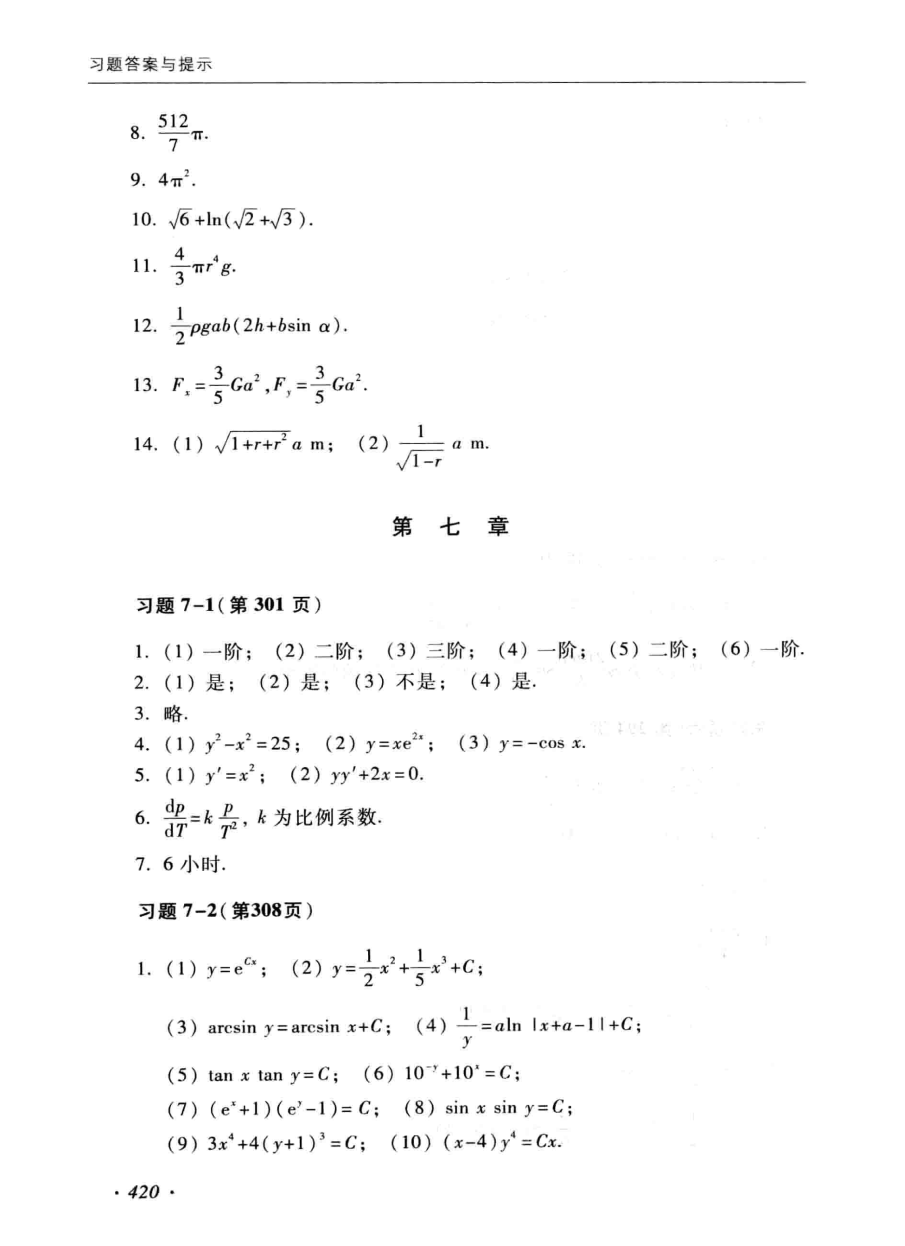 习题答案与提示
8. $\frac{512}{7}\pi$.
9. $4\pi^2$.
10. $\sqrt{6}+\ln(\sqrt{2}+\sqrt{3})$.
11. $\frac{4}{3}\pi r^4 g$.
12. $\frac{1}{2}\rho gab(2h+b\sin \alpha)$.
13. $F_x=\frac{3}{5}Ga^2, F_y=\frac{3}{5}Ga^2$.
14. (1) $\sqrt{1+r+r^2}a$ m; (2) $\frac{1}{\sqrt{1-r}}a$ m.
第 七 章
习题 7-1(第 301 页)
1. (1) 一阶; (2) 二阶; (3) 三阶; (4) 一阶; (5) 二阶; (6) 一阶.
2. (1) 是; (2) 是; (3) 不是; (4) 是.
3. 略.
4. (1) $y^2-x^2=25$; (2) $y=xe^{2x}$; (3) $y=-\cos x$.
5. (1) $y'=x^2$; (2) $yy'+2x=0$.
6. $\frac{dp}{dT}=k\frac{p}{T^2}$, k 为比例系数.
7. 6 小时.
习题 7-2(第308页)
1. (1) $y=e^{Cx}$; (2) $y=\frac{1}{2}x^2+\frac{1}{5}x^3+C$;
(3) $\arcsin y=\arcsin x+C$; (4) $\frac{1}{y}=a\ln |x+a-1|+C$;
(5) $\tan x \tan y=C$; (6) $10^{-y}+10^x=C$;
(7) $(e^x+1)(e^y-1)=C$; (8) $\sin x \sin y=C$;
(9) $3x^4+4(y+1)^3=C$; (10) $(x-4)y^4=Cx$.
· 420 ·